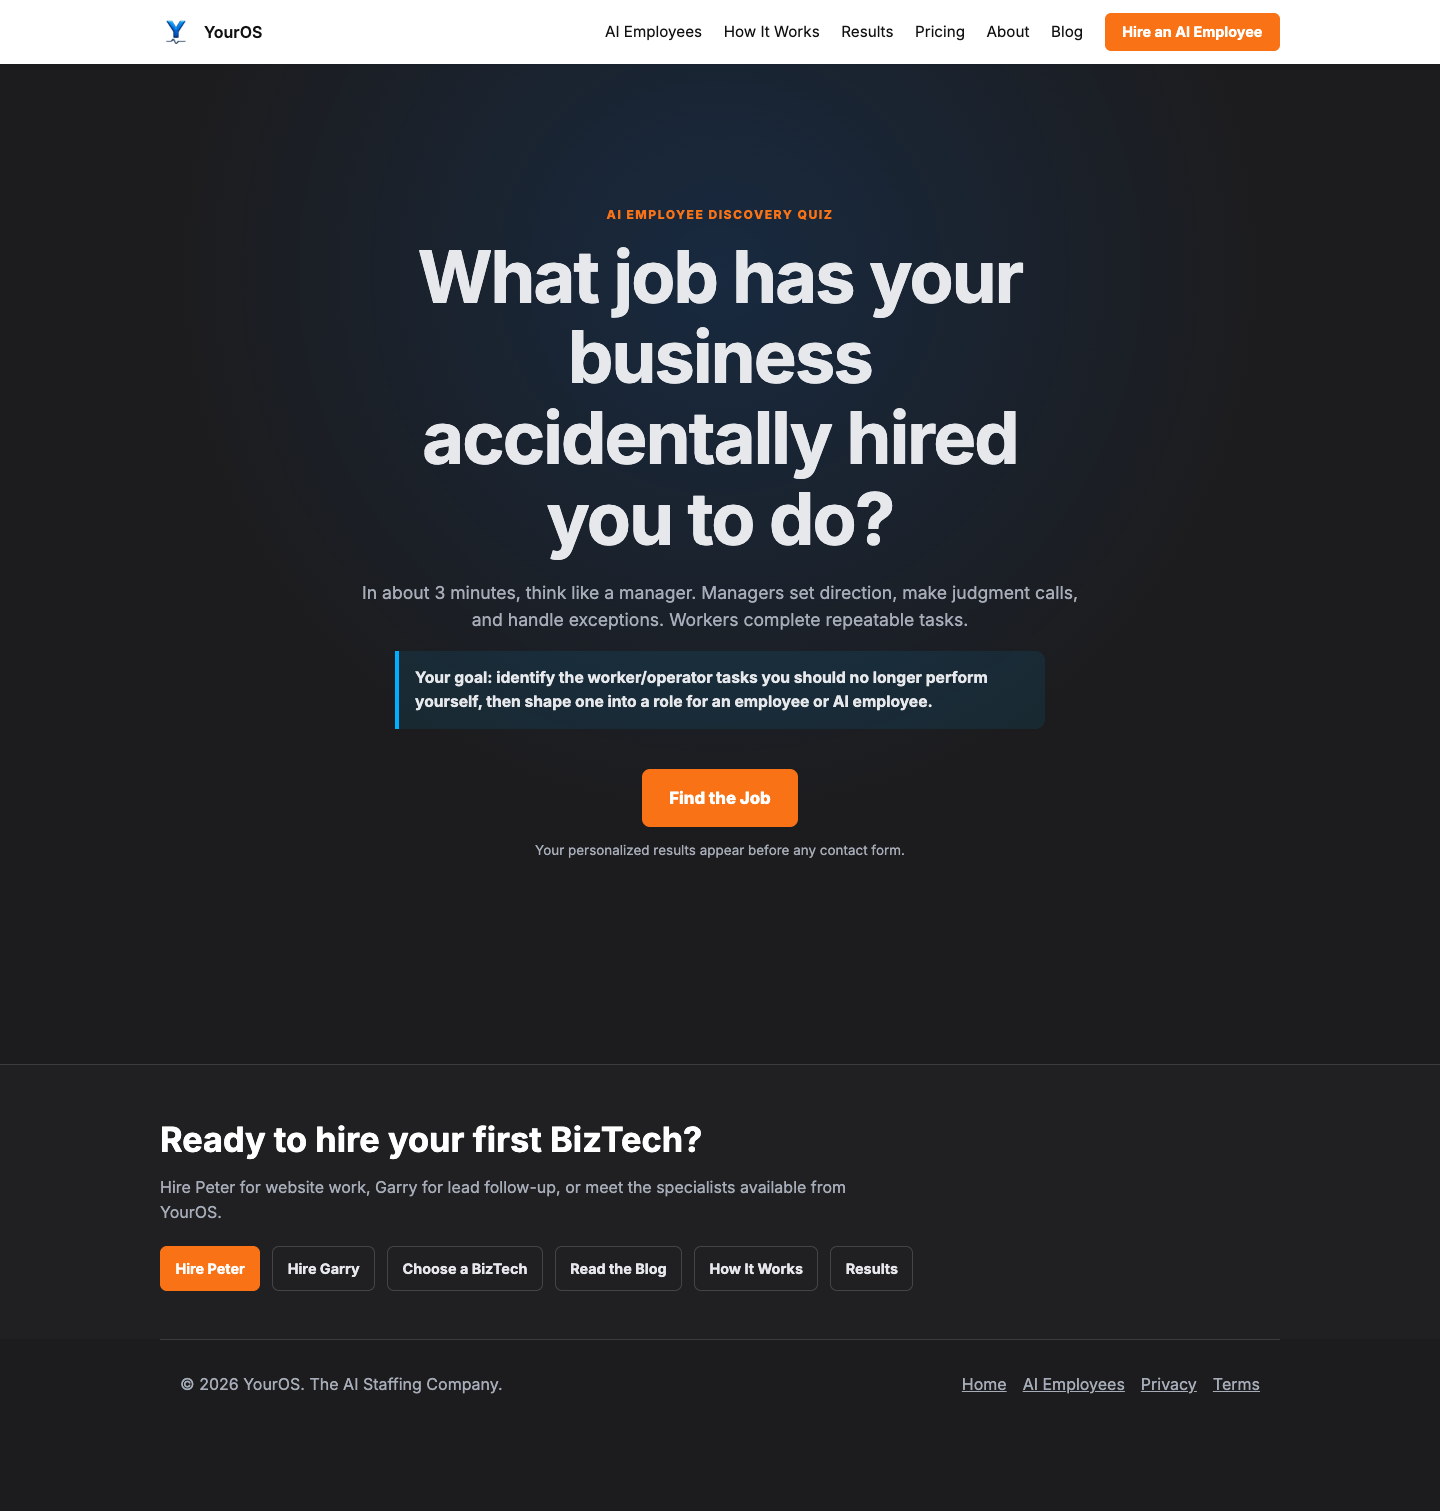 YourOS
AI Employees
How It Works
Results
Pricing
About
Blog
Hire an AI Employee
AI EMPLOYEE DISCOVERY QUIZ
What job has your
business
accidentally hired
you to do?
In about 3 minutes, think like a manager. Managers set direction, make judgment calls,
and handle exceptions. Workers complete repeatable tasks.
Your goal: identify the worker/operator tasks you should no longer perform
yourself, then shape one into a role for an employee or AI employee.
Find the Job
Your personalized results appear before any contact form.
Ready to hire your first BizTech?
Hire Peter for website work, Garry for lead follow-up, or meet the specialists available from
YourOS.
Hire Peter
Hire Garry
Choose a BizTech
Read the Blog
How It Works
Results
© 2026 YourOS. The AI Staffing Company.
Home
AI Employees
Privacy
Terms